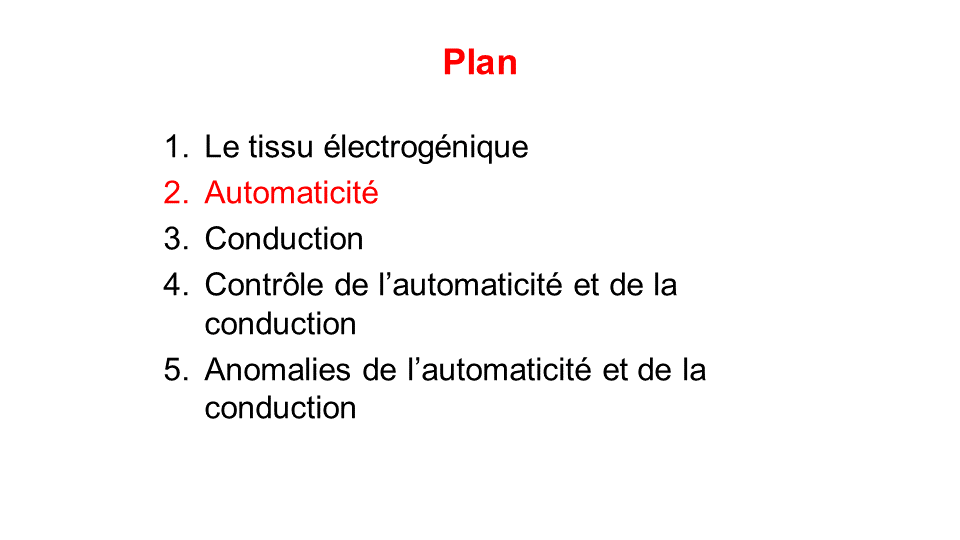 Plan
1. Le tissu électrogénique
2. Automaticité
3. Conduction
4. Contrôle de l’automaticité et de la
conduction
5. Anomalies de l’automaticité et de la
conduction